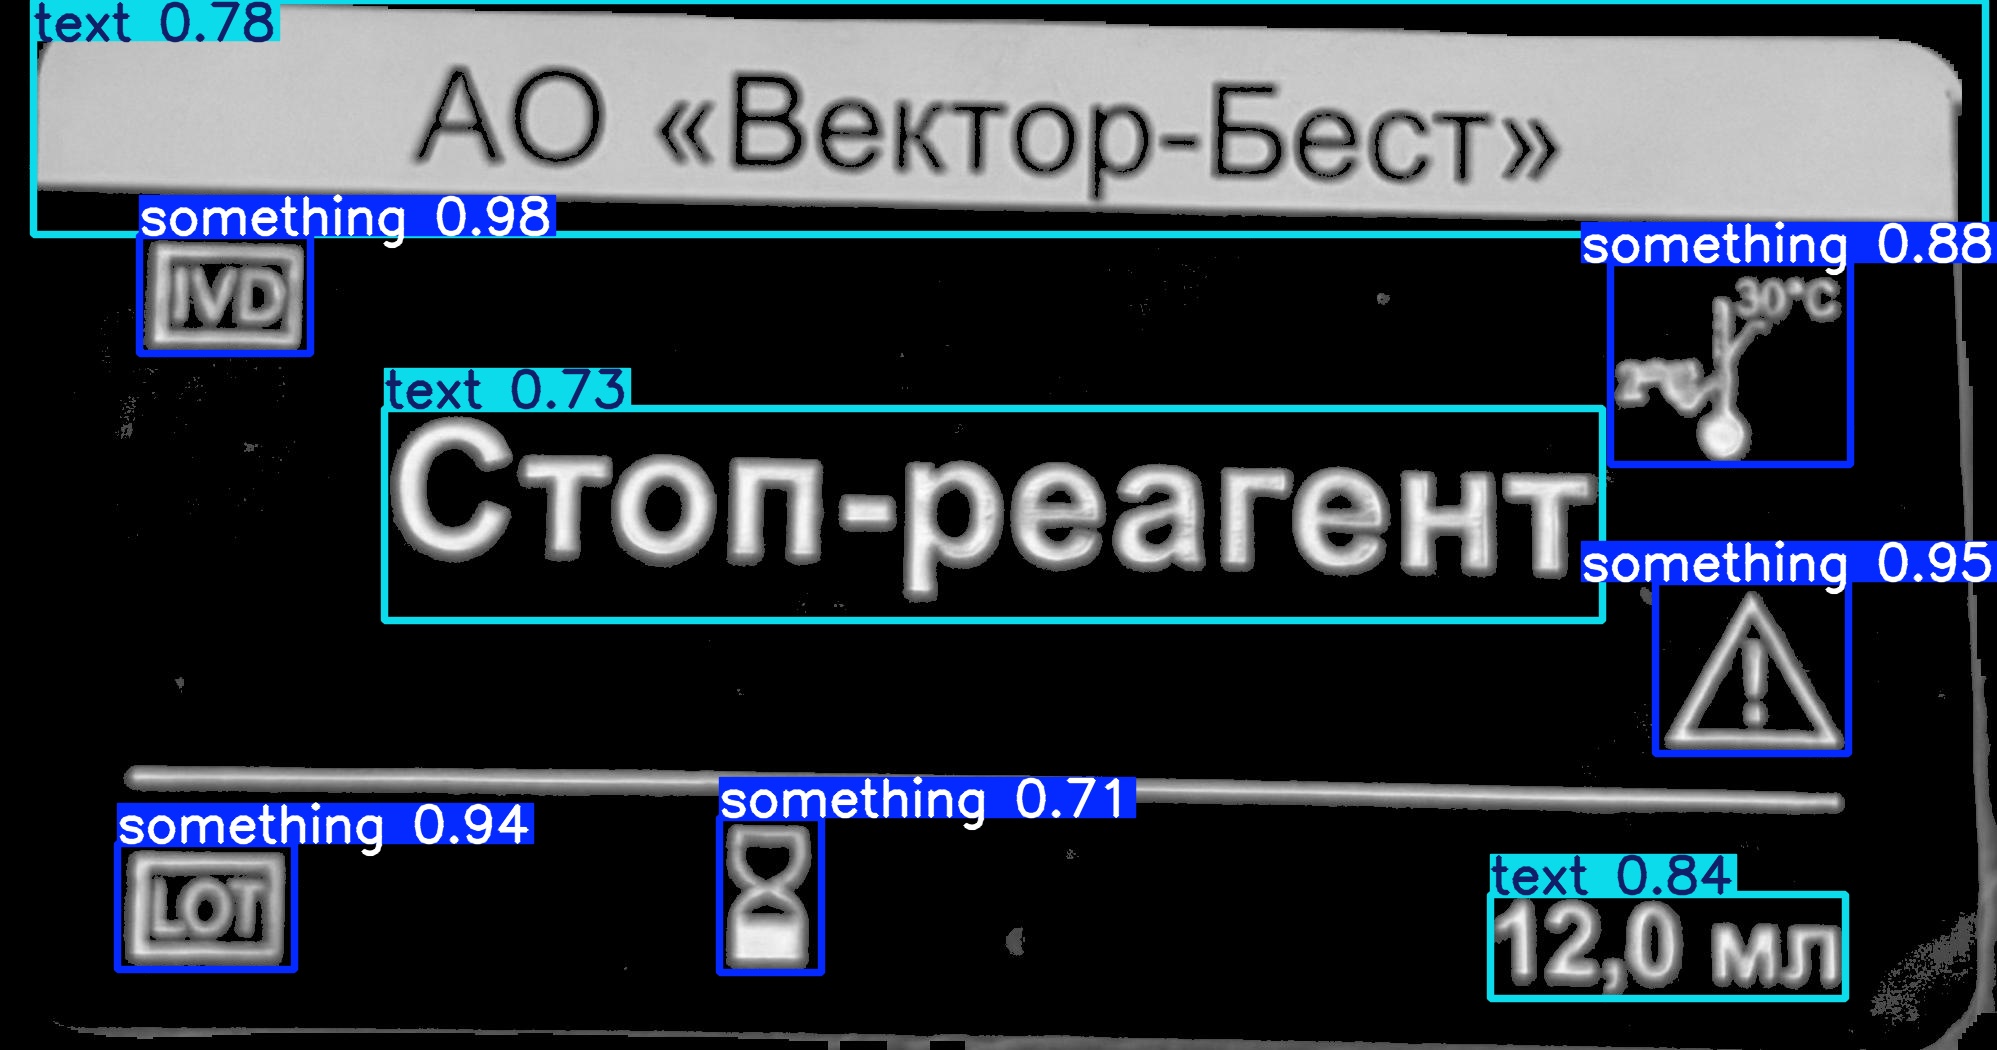 text 0.78
АО «Вектор-Бест»
something 0.98
something 0.88
IVD
30°C
text 0.73
Стоп-реагент
something 0.95
something 0.71
something 0.94
LOT
text 0.84
12,0 мл